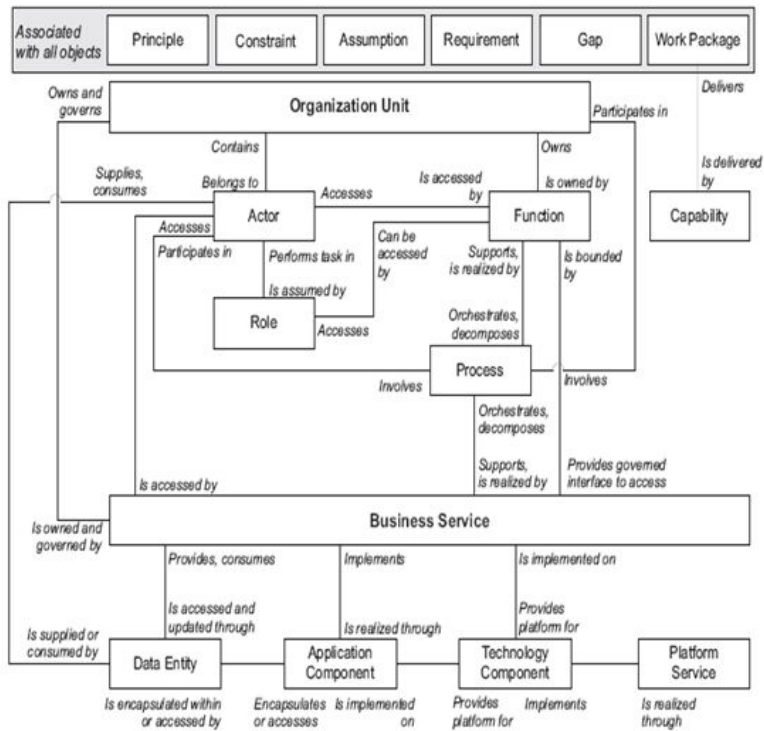 Associated
with all objects
Principle
Constraint
Assumption
Requirement
Gap
Work Package
Owns and
governs
Organization Unit
Participates in
Delivers
Contains
Owns
Supplies,
consumes
Belongs to
Accesses
Is accessed
by
Is owned by
Is delivered
by
Actor
Function
Capability
Accesses
Participates in
Performs task in
Can be
accessed
by
Supports,
is realized by
Is bounded
by
Is assumed by
Role
Accesses
Orchestrates,
decomposes
Process
Involves
Involves
Orchestrates,
decomposes
Is accessed by
Supports,
is realized by
Provides governed
interface to access
Business Service
Is owned and
governed by
Provides, consumes
Implements
Is implemented on
Is accessed and
updated through
Is realized through
Provides
platform for
Is supplied or
consumed by
Data Entity
Application
Component
Technology
Component
Platform
Service
Is encapsulated within
or accessed by
Encapsulates
or accesses
Is implemented
on
Provides
platform for
Implements
Is realized
through